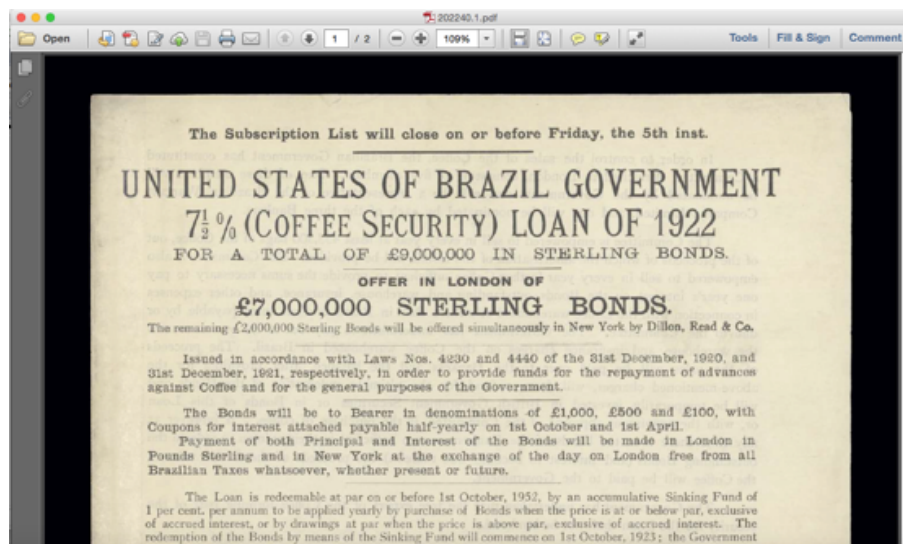 202240.1.pdf
Open 1 / 2 109% Tools Fill & Sign Comment
The Subscription List will close on or before Friday, the 5th inst.
UNITED STATES OF BRAZIL GOVERNMENT
7½% (COFFEE SECURITY) LOAN OF 1922
FOR A TOTAL OF £9,000,000 IN STERLING BONDS.
OFFER IN LONDON OF
£7,000,000 STERLING BONDS.
The remaining £2,000,000 Sterling Bonds will be offered simultaneously in New York by Dillon, Read & Co.
Issued in accordance with Laws Nos. 4230 and 4440 of the 31st December, 1920, and
31st December, 1921, respectively, in order to provide funds for the repayment of advances
against Coffee and for the general purposes of the Government.
The Bonds will be to Bearer in denominations of £1,000, £500 and £100, with
Coupons for interest attached payable half-yearly on 1st October and 1st April.
Payment of both Principal and Interest of the Bonds will be made in London in
Pounds Sterling and in New York at the exchange of the day on London free from all
Brazilian Taxes whatsoever, whether present or future.
The Loan is redeemable at par on or before 1st October, 1952, by an accumulative Sinking Fund of
1 per cent. per annum to be applied yearly by purchase of Bonds when the price is at or below par, exclusive
of accrued interest, or by drawings at par when the price is above par, exclusive of accrued interest. The
redemption of the Bonds by means of the Sinking Fund will commence on 1st October, 1923; the Government